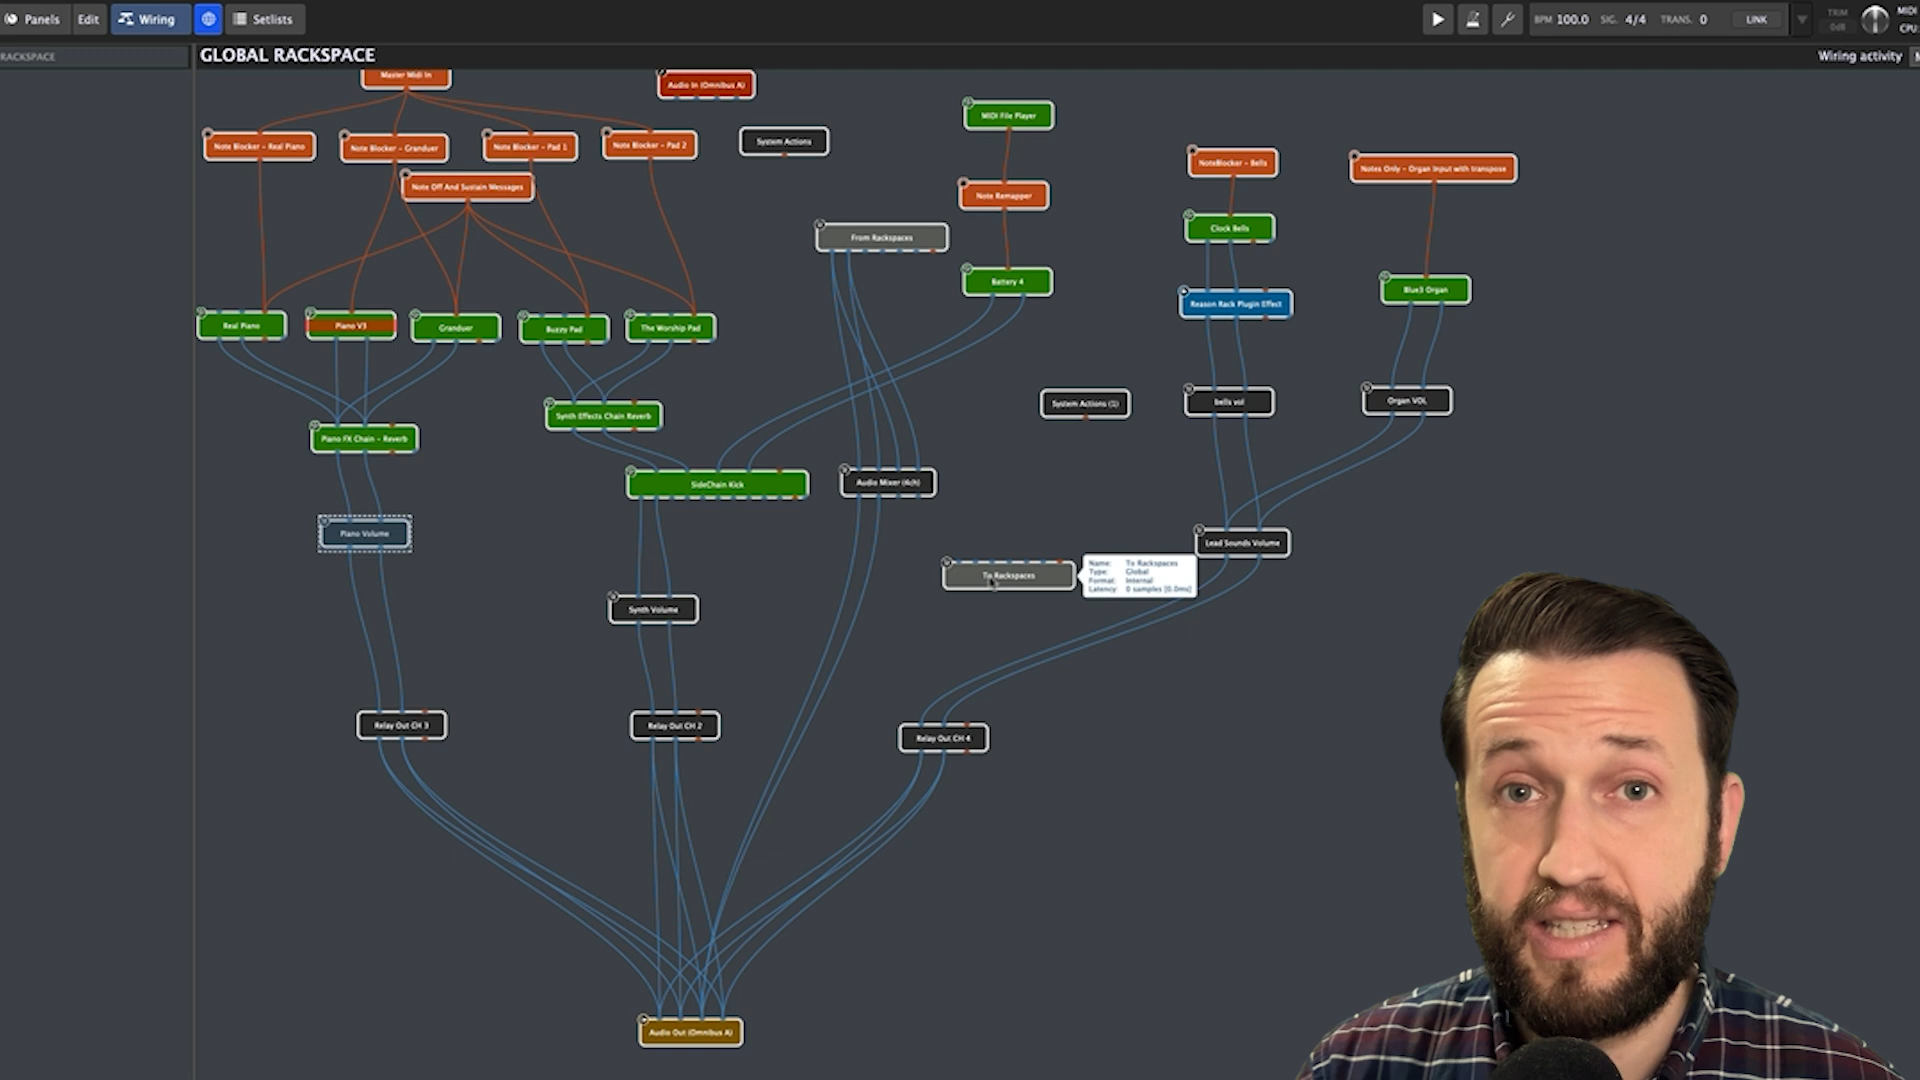 Panels
Edit
Wiring
Setlists
BPM 100.0
SIG. 4/4
TRANS. 0
LINK
TRIM
0dB
MIDI
CPU
RACKSPACE
GLOBAL RACKSPACE
Wiring activity
Master Midi In
Audio In (Omnibus A)
MIDI File Player
System Actions
Note Blocker - Real Piano
Note Blocker - Granduer
Note Blocker - Pad 1
Note Blocker - Pad 2
NoteBlocker - Bells
Notes Only - Organ Input with transpose
Note Off And Sustain Messages
Note Remapper
Clock Bells
From Rackspaces
Battery 4
Blue3 Organ
Reason Rack Plugin Effect
Real Piano
Piano V3
Granduer
Buzzy Pad
The Worship Pad
System Actions (1)
bells vol
Organ VOL
Synth Effects Chain Reverb
Piano FX Chain - Reverb
SideChain Kick
Audio Mixer (4ch)
Piano Volume
Lead Sounds Volume
To Rackspaces
Name: To Rackspaces
Type: Global
Format: Internal
Latency: 0 samples [0.0ms]
Synth Volume
Relay Out CH 3
Relay Out CH 2
Relay Out CH 4
Audio Out (Omnibus A)